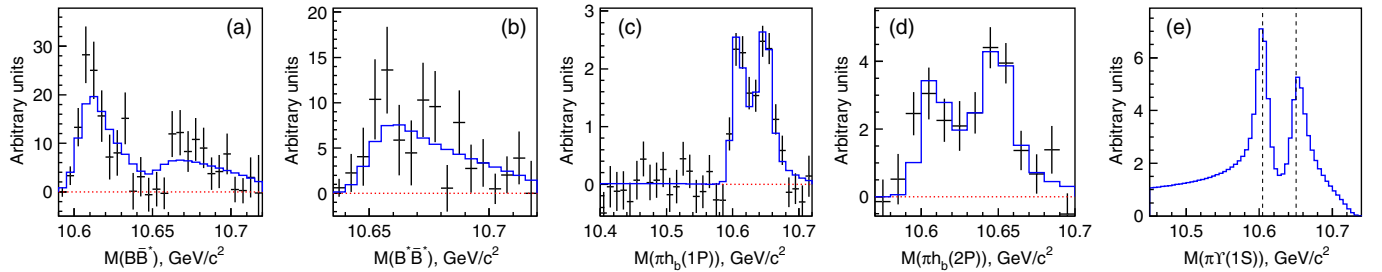 (a)
Arbitrary units
30
20
10
0
10.6
10.7
M(BB̄*), GeV/c²
(b)
Arbitrary units
20
15
10
5
0
10.65
10.7
M(B*B̄*), GeV/c²
(c)
Arbitrary units
3
2
1
0
10.4
10.5
10.6
10.7
M(πh_b(1P)), GeV/c²
(d)
Arbitrary units
4
2
0
10.6
10.65
10.7
M(πh_b(2P)), GeV/c²
(e)
Arbitrary units
6
4
2
0
10.5
10.6
10.7
M(πϒ(1S)), GeV/c²